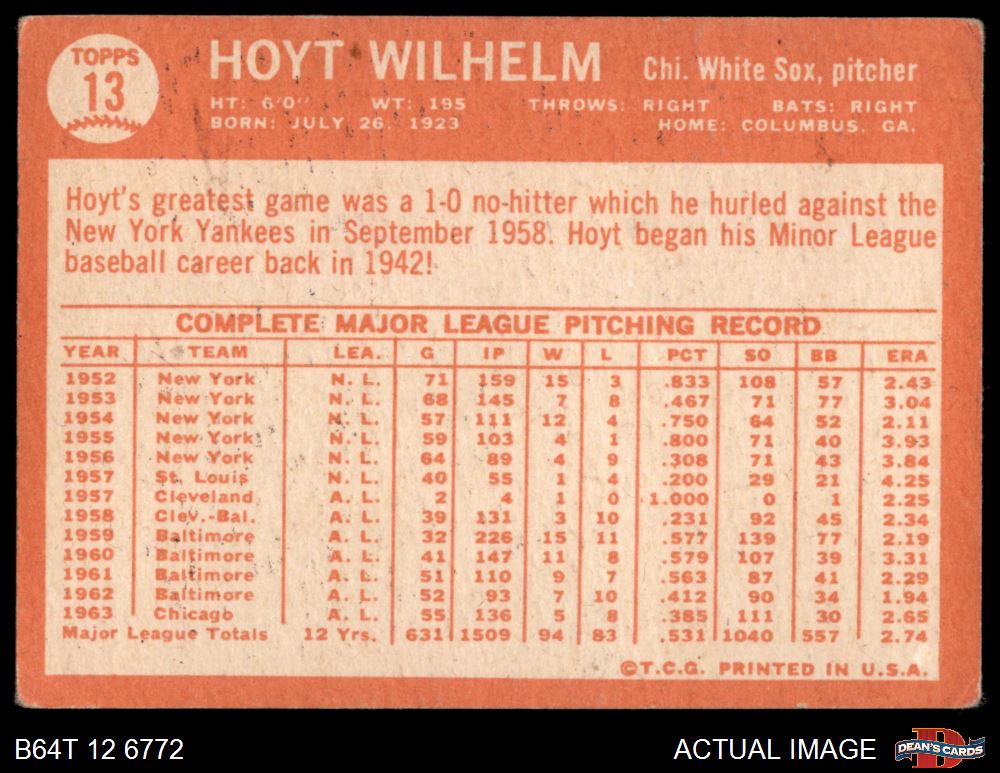 TOPPS
13
HOYT WILHELM Chi. White Sox, pitcher
HT: 6'0" WT: 195 THROWS: RIGHT BATS: RIGHT
BORN: JULY 26, 1923 HOME: COLUMBUS, GA.
Hoyt's greatest game was a 1-0 no-hitter which he hurled against the
New York Yankees in September 1958. Hoyt began his Minor League
baseball career back in 1942!
COMPLETE MAJOR LEAGUE PITCHING RECORD
YEAR TEAM LEA. G IP W L PCT SO BB ERA
1952 New York N. L. 71 159 15 3 .833 108 57 2.43
1953 New York N. L. 68 145 7 8 .467 71 77 3.04
1954 New York N. L. 57 111 12 4 .750 64 52 2.11
1955 New York N. L. 59 103 4 1 .800 71 40 3.93
1956 New York N. L. 64 89 4 9 .308 71 43 3.84
1957 St. Louis N. L. 40 55 1 4 .200 29 21 4.25
1957 Cleveland A. L. 2 4 1 0 1.000 0 1 2.25
1958 Clev.-Bal. A. L. 39 131 3 10 .231 92 45 2.34
1959 Baltimore A. L. 32 226 15 11 .577 139 77 2.19
1960 Baltimore A. L. 41 147 11 8 .579 107 39 3.31
1961 Baltimore A. L. 51 110 9 7 .563 87 41 2.29
1962 Baltimore A. L. 52 93 7 10 .412 90 34 1.94
1963 Chicago A. L. 55 136 5 8 .385 111 30 2.65
Major League Totals 12 Yrs. 631 1509 94 83 .531 1040 557 2.74
©T.C.G. PRINTED IN U.S.A.
B64T 12 6772 ACTUAL IMAGE
D
DEAN'S CARDS